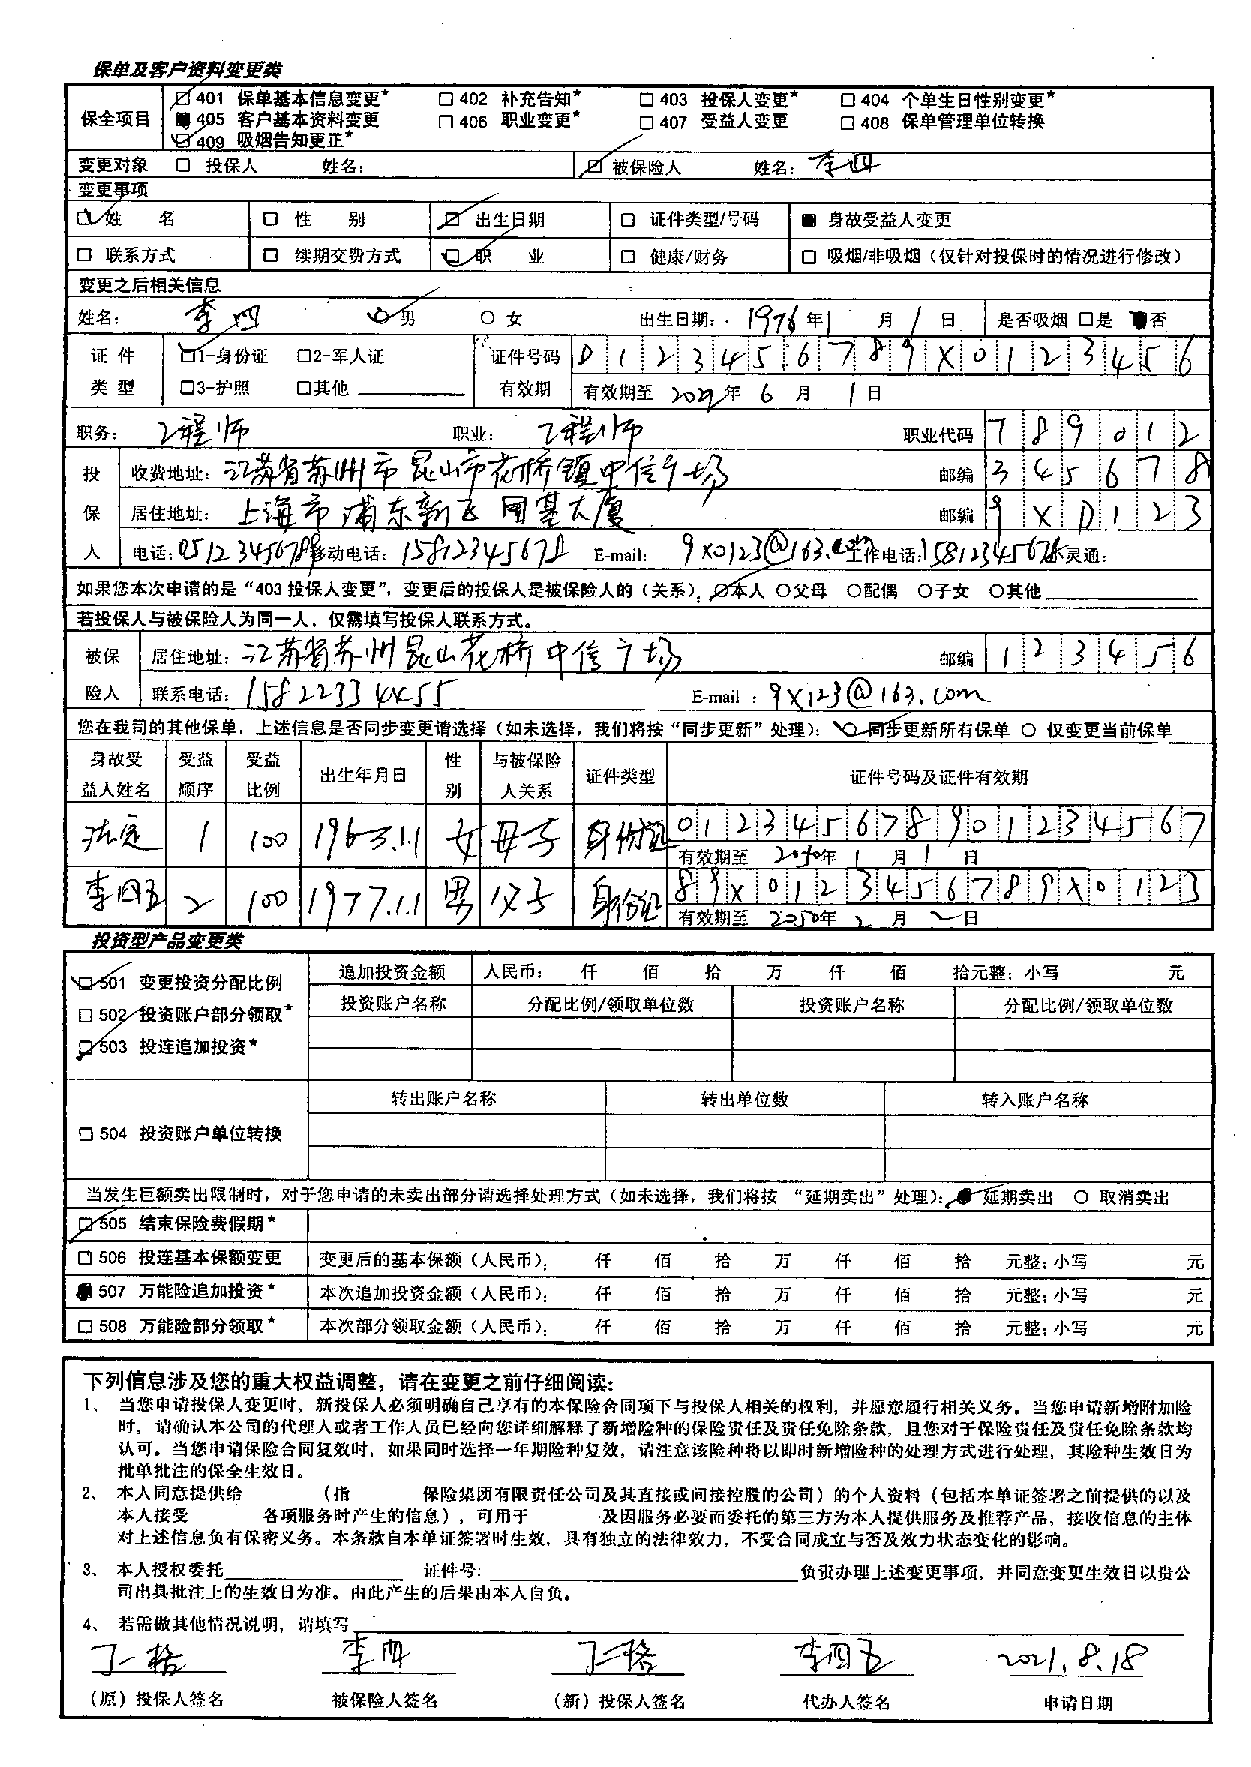 保单及客户资料变更类
保全项目 401 保单基本信息变更* 402 补充告知* 403 投保人变更* 404 个单生日性别变更*
405 客户基本资料变更 406 职业变更* 407 受益人变更 408 保单管理单位转换
409 吸烟告知更正*
变更对象 投保人 姓名: 被保险人 姓名: 李四
变更事项
姓 名 性 别 出生日期 证件类型/号码 身故受益人变更
联系方式 续期交费方式 职 业 健康/财务 吸烟/非吸烟(仅针对投保时的情况进行修改)
变更之后相关信息
姓名: 李四 男 女 出生日期: 1976年1月1日 是否吸烟 是 否
证件类型 1-身份证 2-军人证 证件号码 0123456789X0123456
3-护照 其他 有效期 有效期至 2022年6月1日
职务: 工程师 职业: 工程师 职业代码 789012
投保人 收费地址: 江苏省苏州市昆山市花桥镇中信广场 邮编 345678
居住地址: 上海市浦东新区国基大厦 邮编 9X0123
电话: 05123456789 移动电话: 15812345678 E-mail: 9X0123@163.com 工作电话: 15812345678 灵通:
如果您本次申请的是“403投保人变更”，变更后的投保人是被保险人的(关系): 本人 父母 配偶 子女 其他
若投保人与被保险人为同一人，仅需填写投保人联系方式。
被保险人 居住地址: 江苏省苏州昆山花桥中信广场 邮编 123456
联系电话: 15822334455 E-mail: 9X123@163.com
您在我司的其他保单，上述信息是否同步变更请选择(如未选择，我们将按“同步更新”处理): 同步更新所有保单 仅变更当前保单
身故受益人姓名 受益顺序 受益比例 出生年月日 性别 与被保险人关系 证件类型 证件号码及证件有效期
法定 1 100 1963.1.1 女 母子 身份证 012345678901234567
有效期至 2050年1月1日
李四五 2 100 1977.1.1 男 父子 身份证 89X0123456789X0123
有效期至 2050年2月2日
投资型产品变更类
501 变更投资分配比例 追加投资金额 人民币: 仟 佰 拾 万 仟 佰 拾元整; 小写 元
502 投资账户部分领取* 投资账户名称 分配比例/领取单位数 投资账户名称 分配比例/领取单位数
503 投连追加投资*
转出账户名称 转出单位数 转入账户名称
504 投资账户单位转换
当发生巨额卖出限制时，对于您申请的未卖出部分请选择处理方式(如未选择，我们将按 “延期卖出”处理): 延期卖出 取消卖出
505 结束保险费假期*
506 投连基本保额变更 变更后的基本保额(人民币): 仟 佰 拾 万 仟 佰 拾 元整; 小写 元
507 万能险追加投资* 本次追加投资金额(人民币): 仟 佰 拾 万 仟 佰 拾 元整; 小写 元
508 万能险部分领取* 本次部分领取金额(人民币): 仟 佰 拾 万 仟 佰 拾 元整; 小写 元
下列信息涉及您的重大权益调整，请在变更之前仔细阅读:
1、 当您申请投保人变更时，新投保人必须明确自己享有的本保险合同项下与投保人相关的权利，并愿意履行相关义务。当您申请新增附加险
时，请确认本公司的代理人或者工作人员已经向您详细解释了新增险种的保险责任及责任免除条款，且您对于保险责任及责任免除条款均
认可。当您申请保险合同复效时，如果同时选择一年期险种复效，请注意该险种将以即时新增险种的处理方式进行处理，其险种生效日为
批单批注的保全生效日。
2、 本人同意提供给 (指 保险集团有限责任公司及其直接或间接控股的公司)的个人资料(包括本单证签署之前提供的以及
本人接受 各项服务时产生的信息)，可用于 及因服务必要而委托的第三方为本人提供服务及推荐产品，接收信息的主体
对上述信息负有保密义务。本条款自本单证签署时生效，具有独立的法律效力，不受合同成立与否及效力状态变化的影响。
3、 本人授权委托 证件号: 负责办理上述变更事项，并同意变更生效日以贵公
司出具批注上的生效日为准。由此产生的后果由本人自负。
4、 若需做其他情况说明，请填写
丁一格 李四 丁二格 李四五 2021.8.18
(原)投保人签名 被保险人签名 (新)投保人签名 代办人签名 申请日期